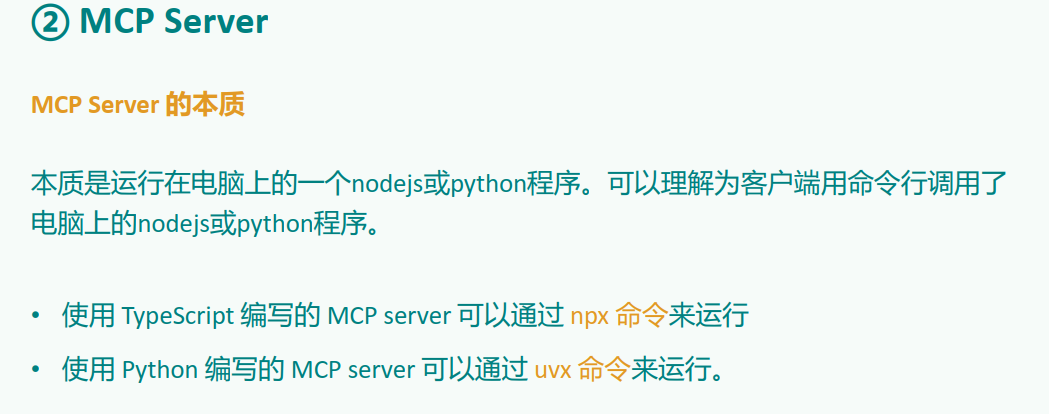 ② MCP Server
MCP Server 的本质
本质是运行在电脑上的一个nodejs或python程序。可以理解为客户端用命令行调用了
电脑上的nodejs或python程序。
• 使用 TypeScript 编写的 MCP server 可以通过 npx 命令来运行
• 使用 Python 编写的 MCP server 可以通过 uvx 命令来运行。